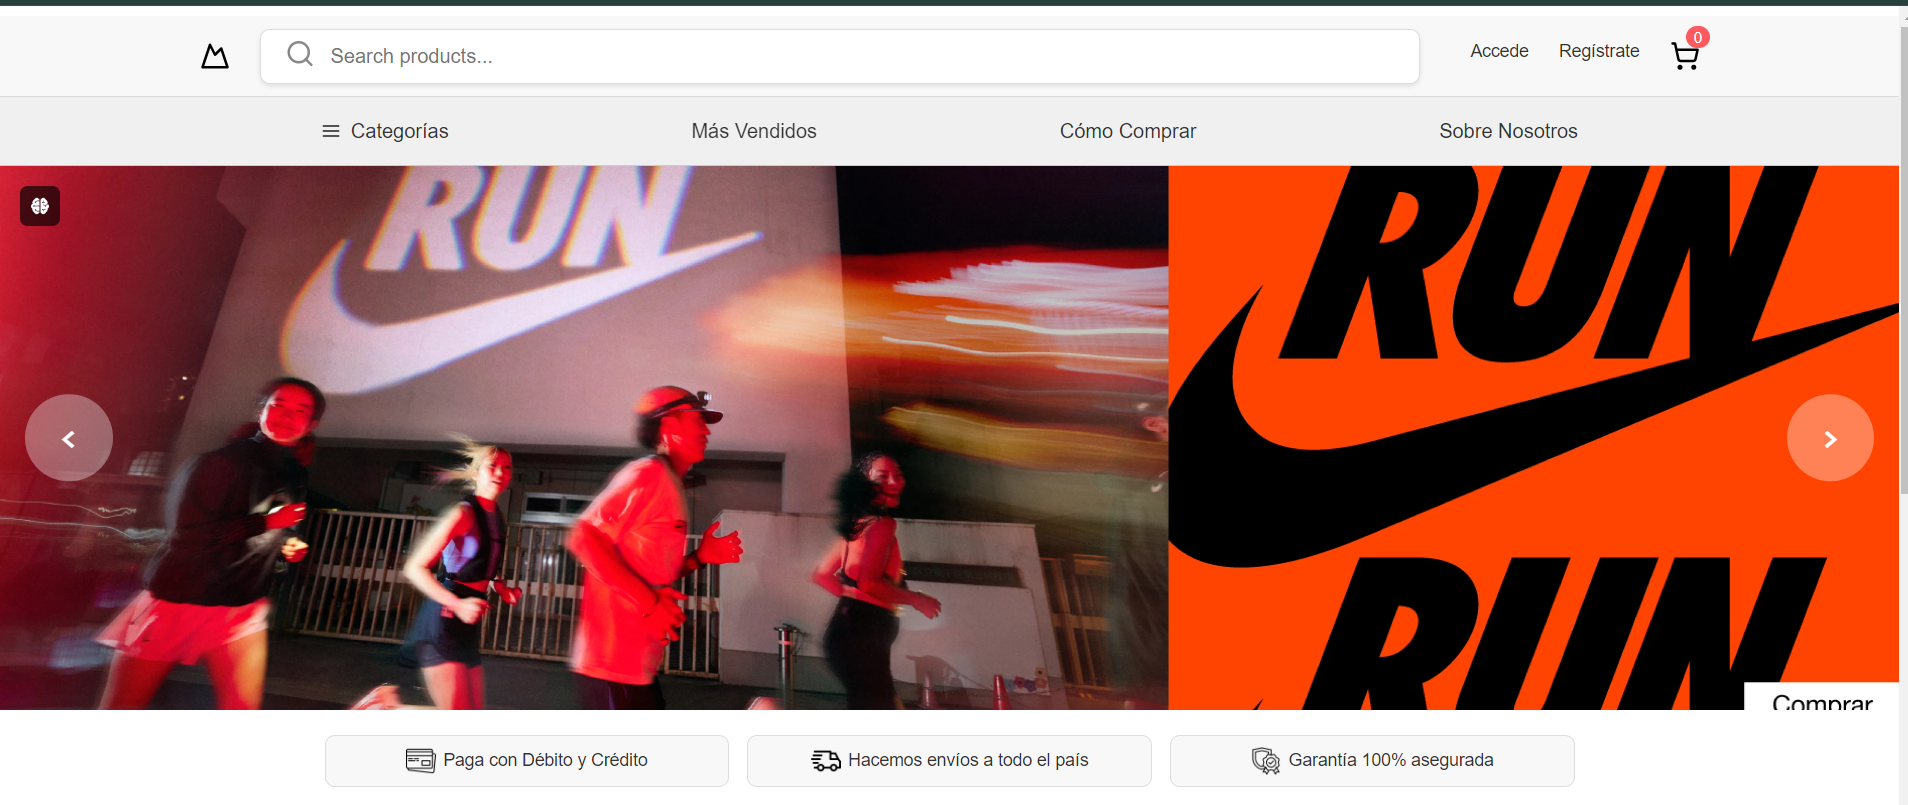 Search products...
Accede
Regístrate
0
Categorías
Más Vendidos
Cómo Comprar
Sobre Nosotros
RUN
RUN
RUN
Comprar
Paga con Débito y Crédito
Hacemos envíos a todo el país
Garantía 100% asegurada